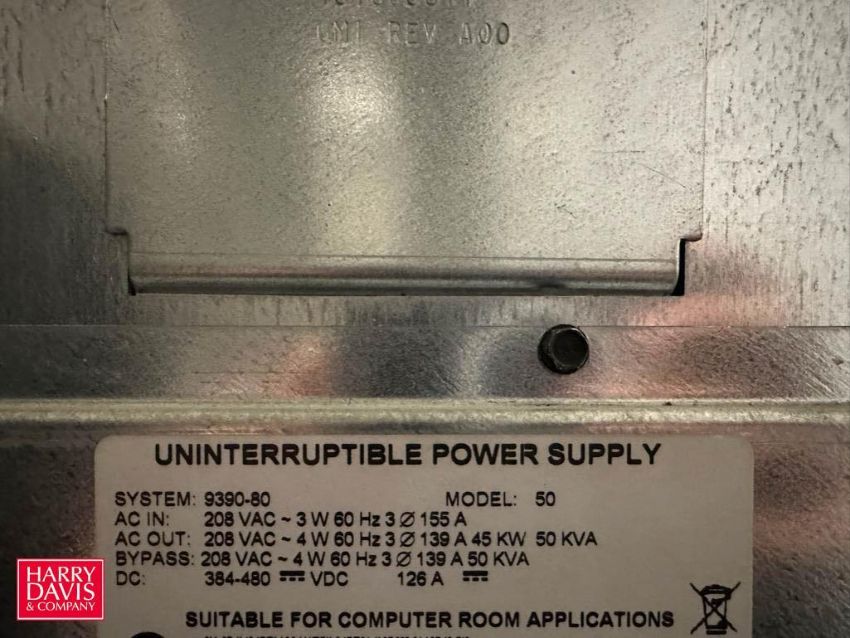 UMI REV A00
UNINTERRUPTIBLE POWER SUPPLY
SYSTEM: 9390-80 MODEL: 50
AC IN: 208 VAC ~ 3 W 60 Hz 3 Ø 155 A
AC OUT: 208 VAC ~ 4 W 60 Hz 3 Ø 139 A 45 KW 50 KVA
BYPASS: 208 VAC ~ 4 W 60 Hz 3 Ø 139 A 50 KVA
DC: 384-480 ⎓ VDC 126 A ⎓
SUITABLE FOR COMPUTER ROOM APPLICATIONS
HARRY
DAVIS
& COMPANY